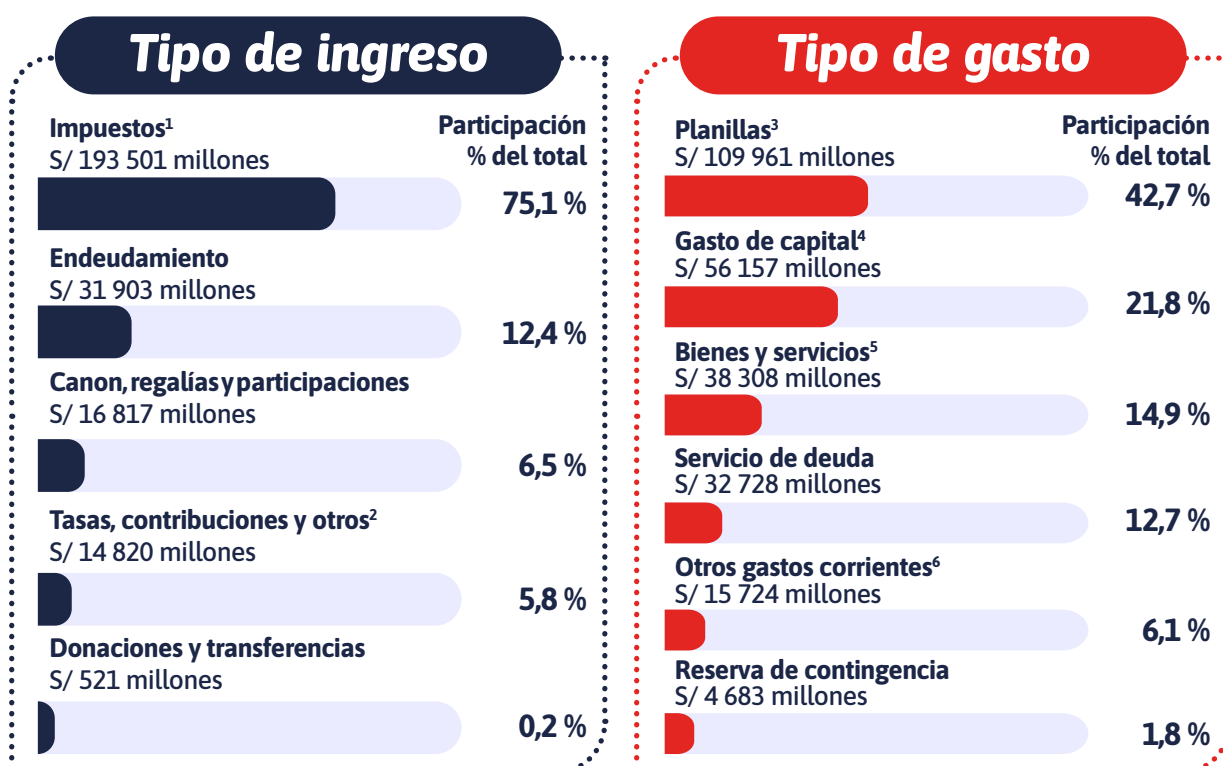 Tipo de ingreso
Impuestos¹
S/ 193 501 millones
Participación
% del total
75,1 %
Endeudamiento
S/ 31 903 millones
12,4 %
Canon, regalías y participaciones
S/ 16 817 millones
6,5 %
Tasas, contribuciones y otros²
S/ 14 820 millones
5,8 %
Donaciones y transferencias
S/ 521 millones
0,2 %
Tipo de gasto
Planillas³
S/ 109 961 millones
Participación
% del total
42,7 %
Gasto de capital⁴
S/ 56 157 millones
21,8 %
Bienes y servicios⁵
S/ 38 308 millones
14,9 %
Servicio de deuda
S/ 32 728 millones
12,7 %
Otros gastos corrientes⁶
S/ 15 724 millones
6,1 %
Reserva de contingencia
S/ 4 683 millones
1,8 %